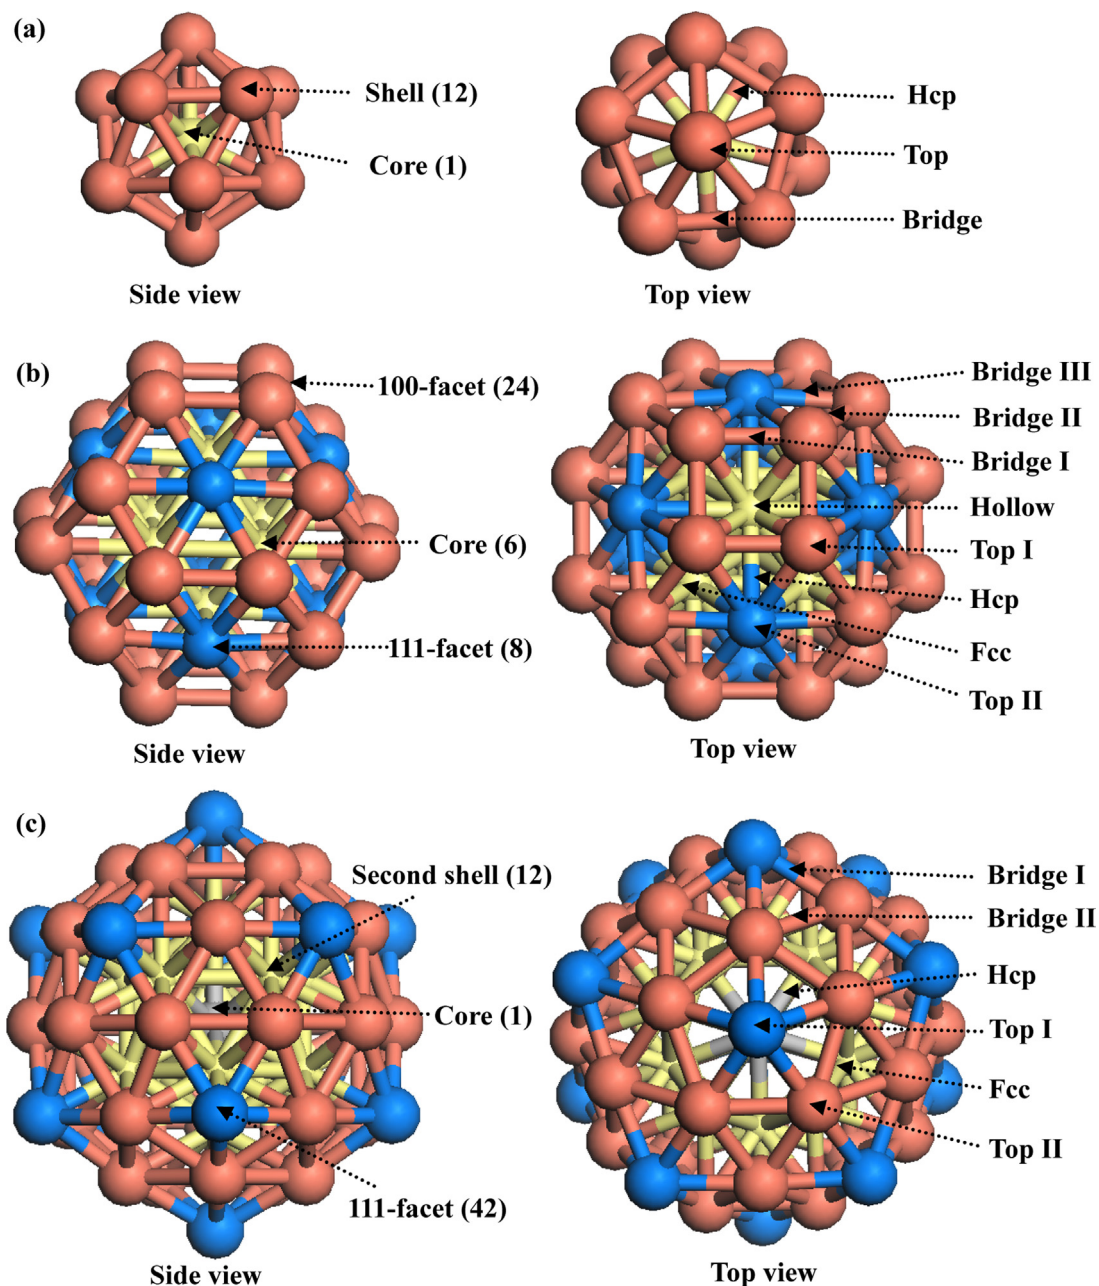 (a)
Shell (12)
Core (1)
Side view
Hcp
Top
Bridge
Top view
(b)
100-facet (24)
Core (6)
111-facet (8)
Side view
Bridge III
Bridge II
Bridge I
Hollow
Top I
Hcp
Fcc
Top II
Top view
(c)
Second shell (12)
Core (1)
111-facet (42)
Side view
Bridge I
Bridge II
Hcp
Top I
Fcc
Top II
Top view